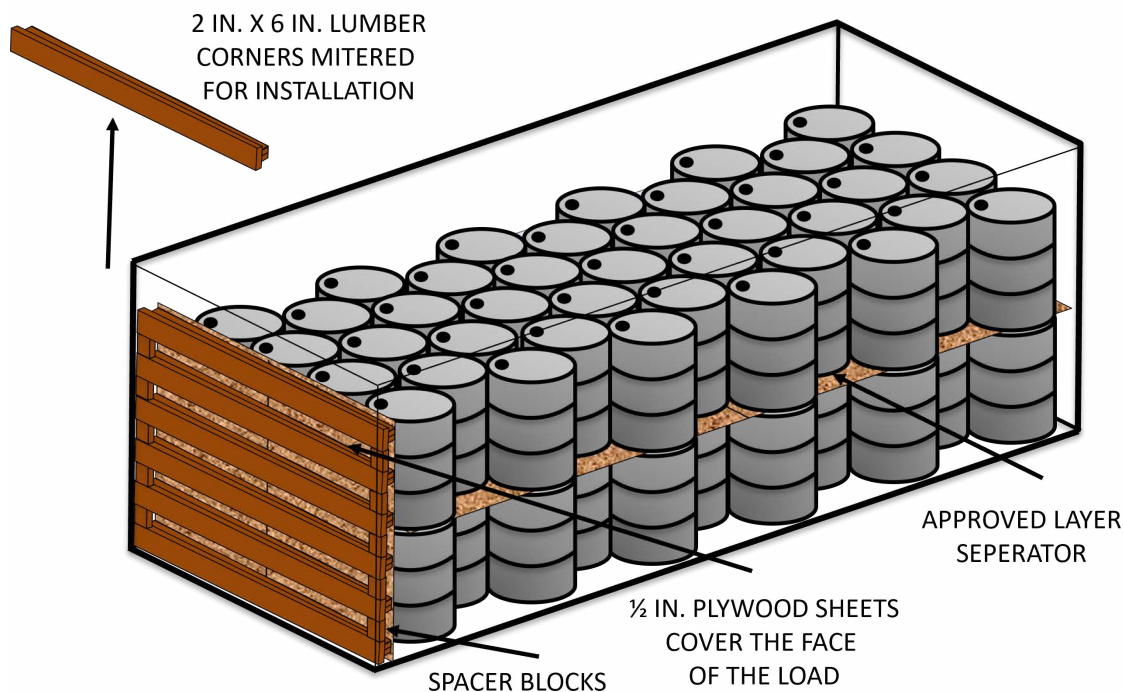 2 IN. X 6 IN. LUMBER
CORNERS MITERED
FOR INSTALLATION
APPROVED LAYER
SEPERATOR
½ IN. PLYWOOD SHEETS
COVER THE FACE
OF THE LOAD
SPACER BLOCKS